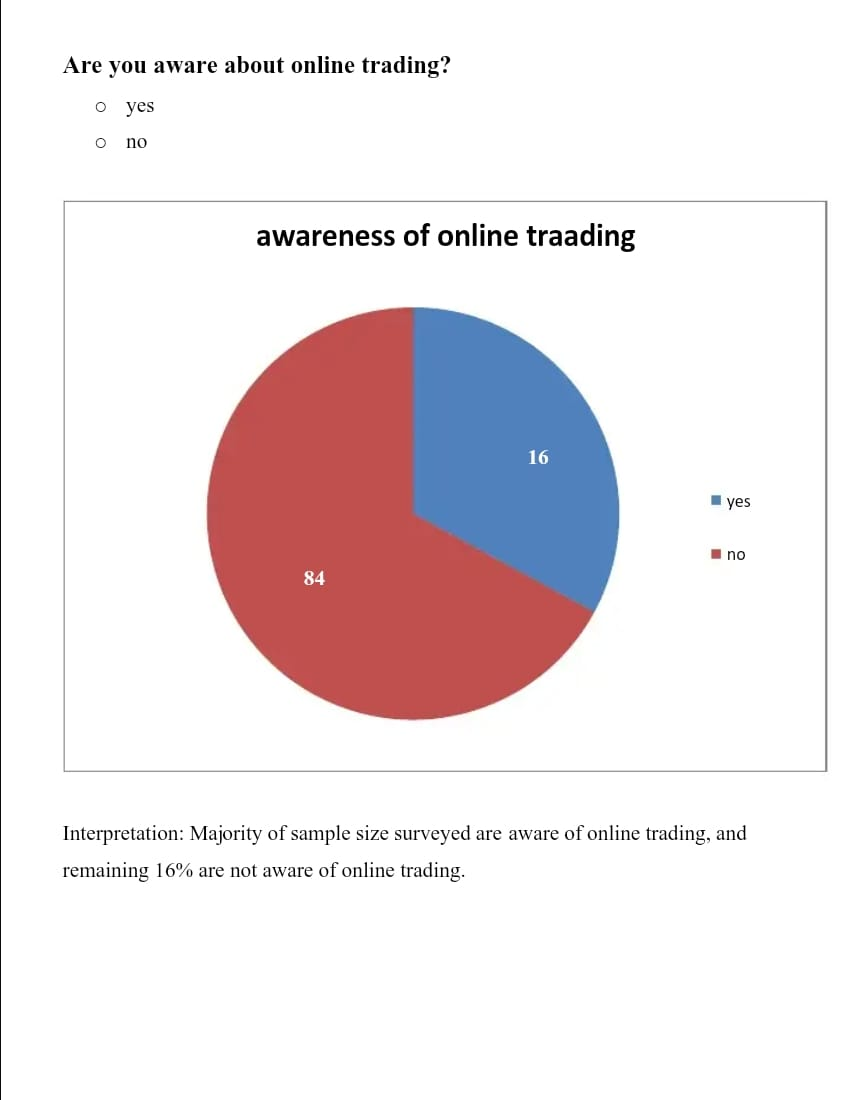 Are you aware about online trading?
yes
no
awareness of online traading
16
yes
84
no
Interpretation: Majority of sample size surveyed are aware of online trading, and
remaining 16% are not aware of online trading.